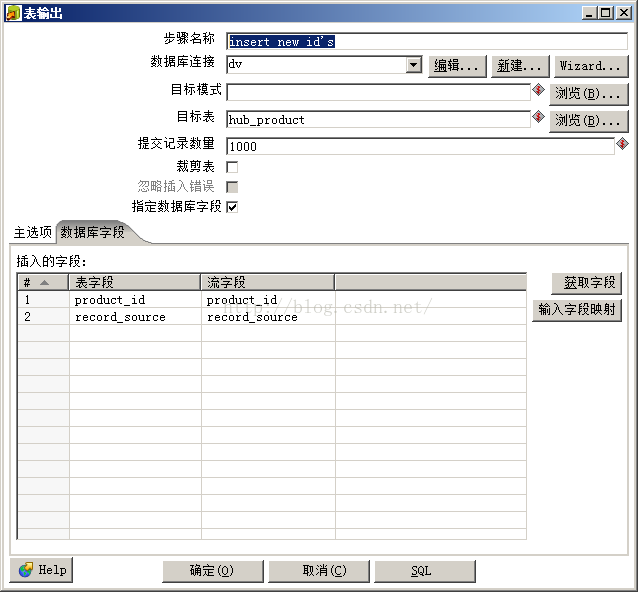 表输出
步骤名称 insert new id's
数据库连接 dv 编辑... 新建... Wizard...
目标模式 浏览(B)...
目标表 hub_product 浏览(B)...
提交记录数量 1000
裁剪表
忽略插入错误
指定数据库字段
主选项 数据库字段
插入的字段:
# 表字段 流字段 获取字段
1 product_id product_id
2 record_source record_source 输入字段映射
http://blog.csdn.net/
Help 确定(O) 取消(C) SQL